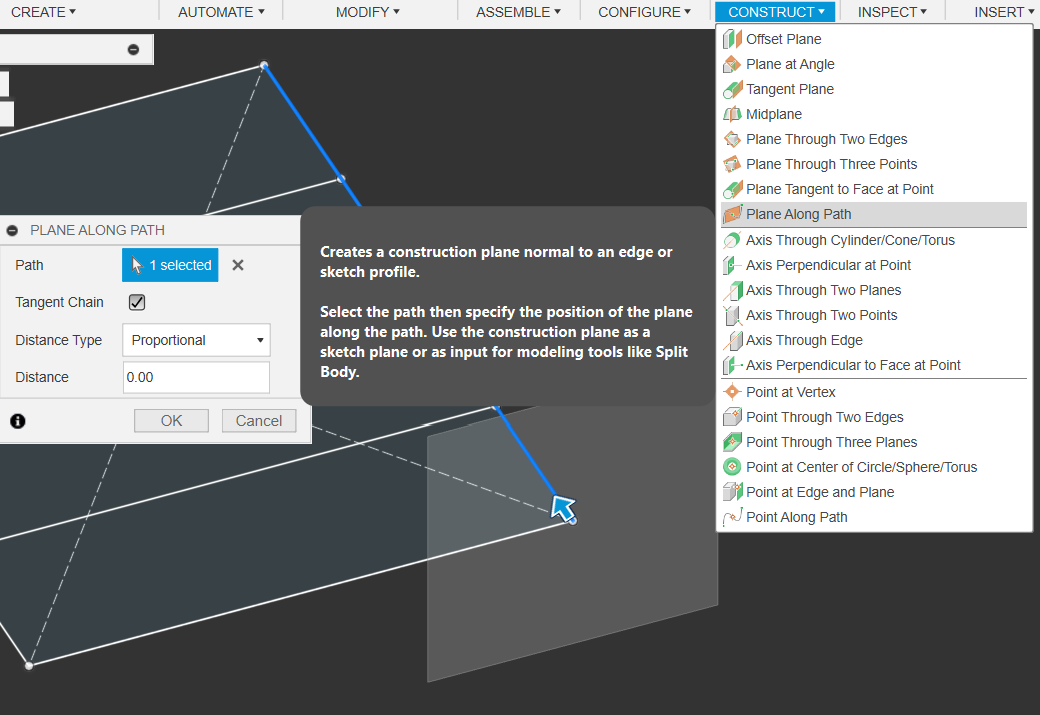 CREATE
AUTOMATE
MODIFY
ASSEMBLE
CONFIGURE
CONSTRUCT
INSPECT
INSERT
Offset Plane
Plane at Angle
Tangent Plane
Midplane
Plane Through Two Edges
Plane Through Three Points
Plane Tangent to Face at Point
Plane Along Path
Axis Through Cylinder/Cone/Torus
Axis Perpendicular at Point
Axis Through Two Planes
Axis Through Two Points
Axis Through Edge
Axis Perpendicular to Face at Point
Point at Vertex
Point Through Two Edges
Point Through Three Planes
Point at Center of Circle/Sphere/Torus
Point at Edge and Plane
Point Along Path
PLANE ALONG PATH
Path
1 selected
Tangent Chain
Distance Type
Proportional
Distance
0.00
OK
Cancel
Creates a construction plane normal to an edge or
sketch profile.
Select the path then specify the position of the plane
along the path. Use the construction plane as a
sketch plane or as input for modeling tools like Split
Body.